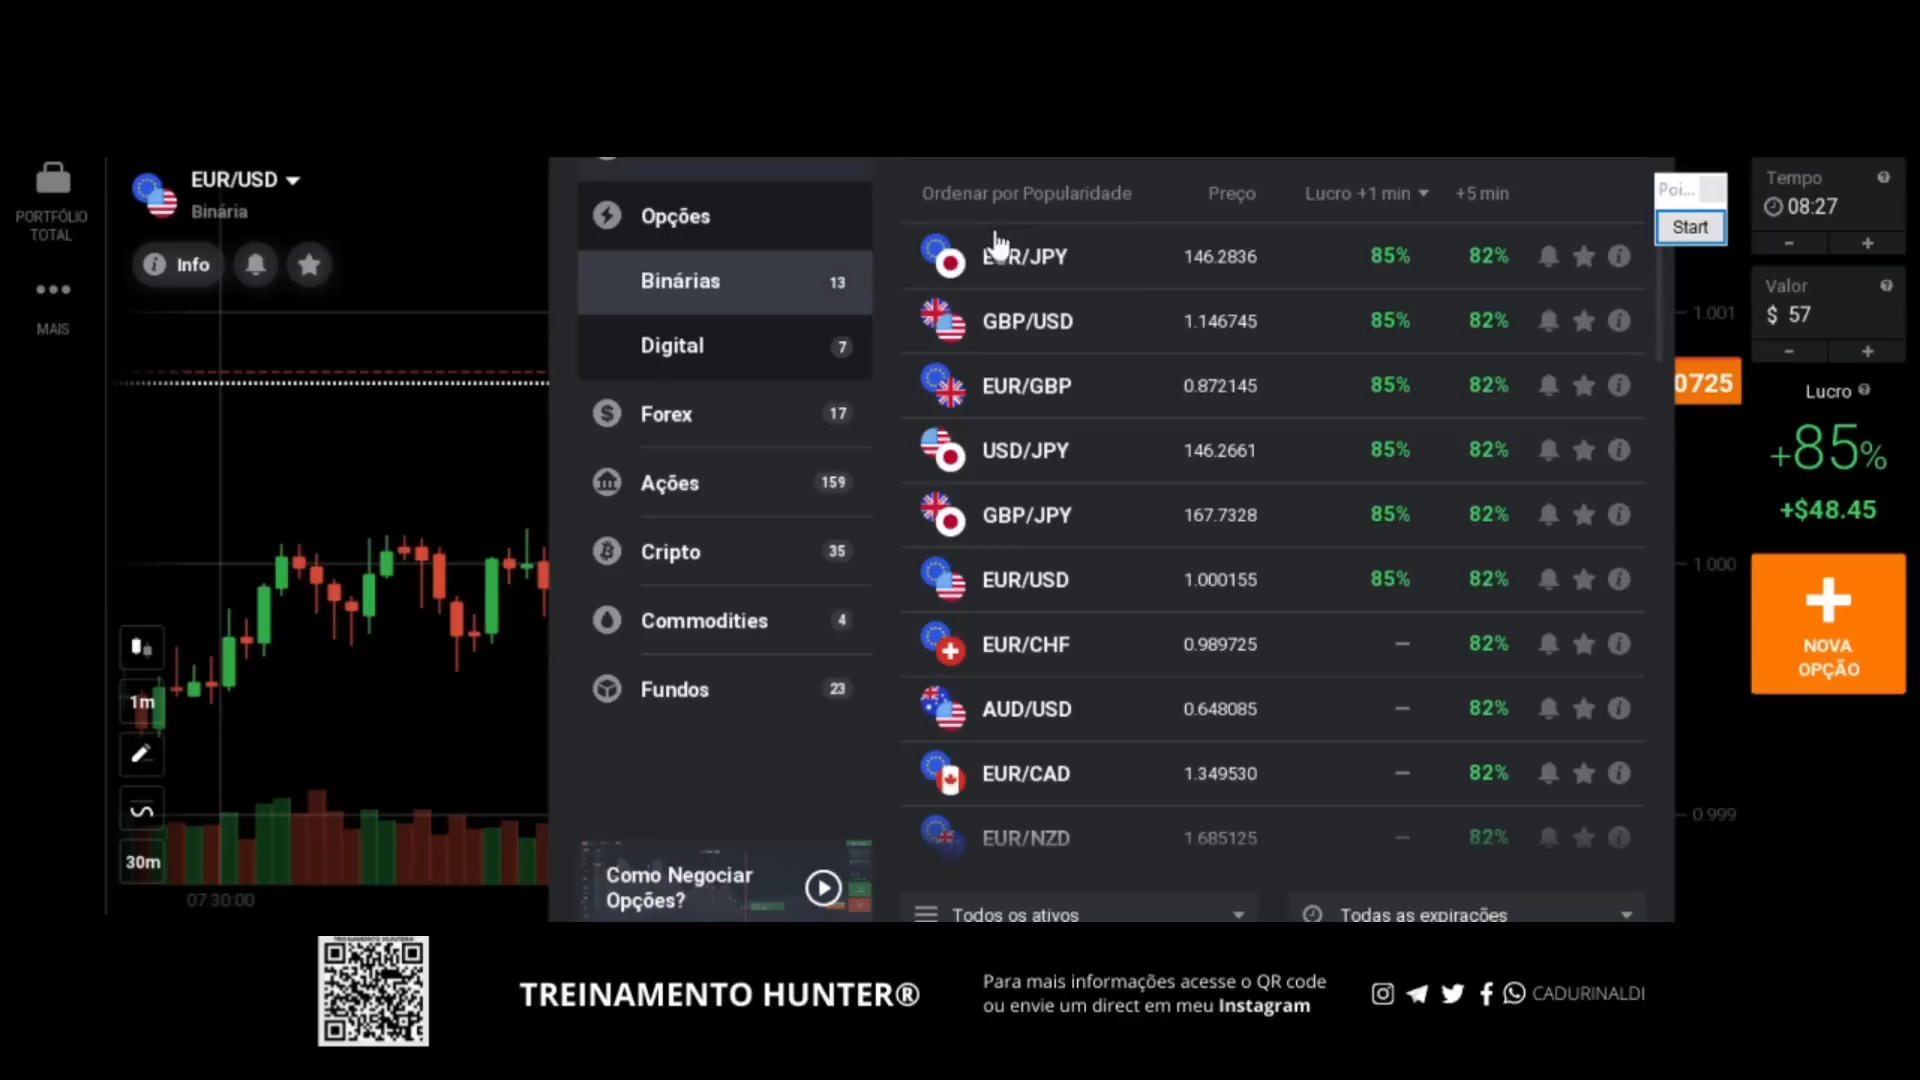 PORTFÓLIO
TOTAL
MAIS
EUR/USD
Binária
Info
1m
30m
07:30:00
Opções
Binárias 13
Digital 7
Forex 17
Ações 159
Cripto 35
Commodities 4
Fundos 23
Como Negociar
Opções?
Ordenar por Popularidade Preço Lucro +1 min +5 min
EUR/JPY 146.2836 85% 82%
GBP/USD 1.146745 85% 82%
EUR/GBP 0.872145 85% 82%
USD/JPY 146.2661 85% 82%
GBP/JPY 167.7328 85% 82%
EUR/USD 1.000155 85% 82%
EUR/CHF 0.989725 – 82%
AUD/USD 0.648085 – 82%
EUR/CAD 1.349530 – 82%
EUR/NZD 1.685125 – 82%
Todos os ativos
Todas as expirações
Poi...
Start
1.001
0725
1.000
0.999
Tempo
08:27
- +
Valor
$ 57
- +
Lucro
+85%
+$48.45
NOVA
OPÇÃO
TREINAMENTO HUNTER®
Para mais informações acesse o QR code
ou envie um direct em meu Instagram
CADURINALDI